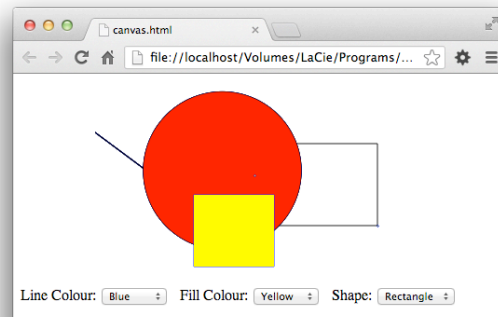 canvas.html
file://localhost/Volumes/LaCie/Programs/...
Line Colour: Blue Fill Colour: Yellow Shape: Rectangle